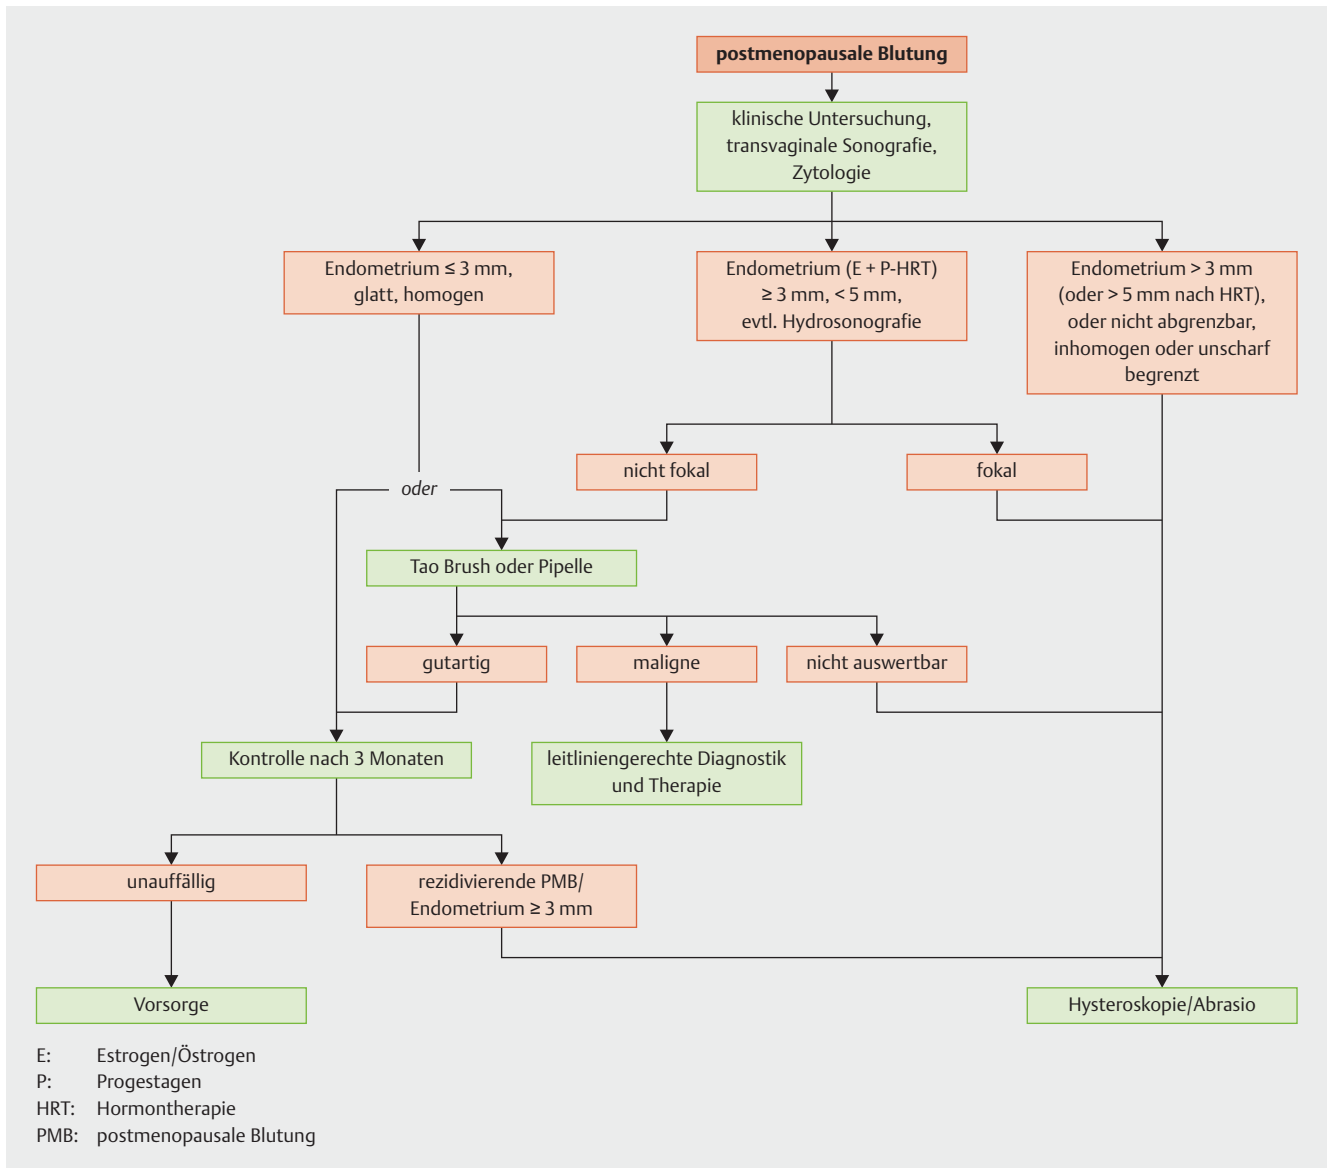 postmenopausale Blutung
klinische Untersuchung,
transvaginale Sonografie,
Zytologie
Endometrium ≤ 3 mm,
glatt, homogen
Endometrium (E + P-HRT)
≥ 3 mm, < 5 mm,
evtl. Hydrosonografie
Endometrium > 3 mm
(oder > 5 mm nach HRT),
oder nicht abgrenzbar,
inhomogen oder unscharf
begrenzt
nicht fokal
fokal
oder
Tao Brush oder Pipelle
gutartig
maligne
nicht auswertbar
Kontrolle nach 3 Monaten
leitliniengerechte Diagnostik
und Therapie
unauffällig
rezidivierende PMB/
Endometrium ≥ 3 mm
Vorsorge
Hysteroskopie/Abrasio
E: Estrogen/Östrogen
P: Progestagen
HRT: Hormontherapie
PMB: postmenopausale Blutung